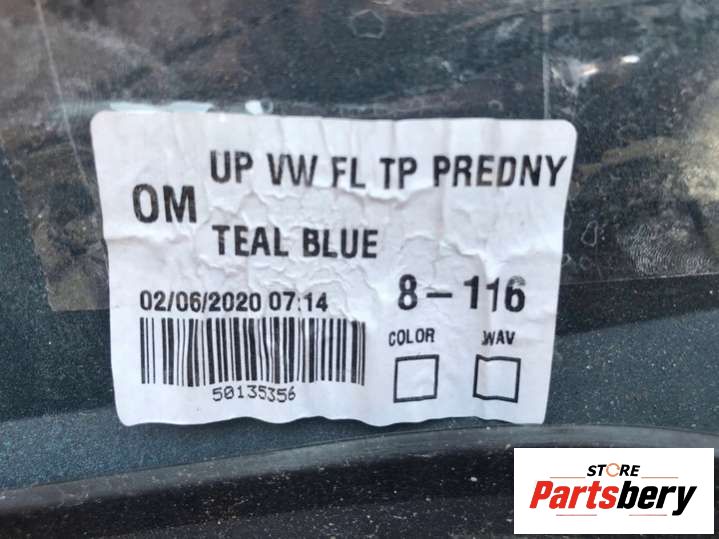 UP VW FL TP PREDNY
OM
TEAL BLUE
02/06/2020 07:14
8-116
COLOR
WAV
50135356
STORE
Partsbery